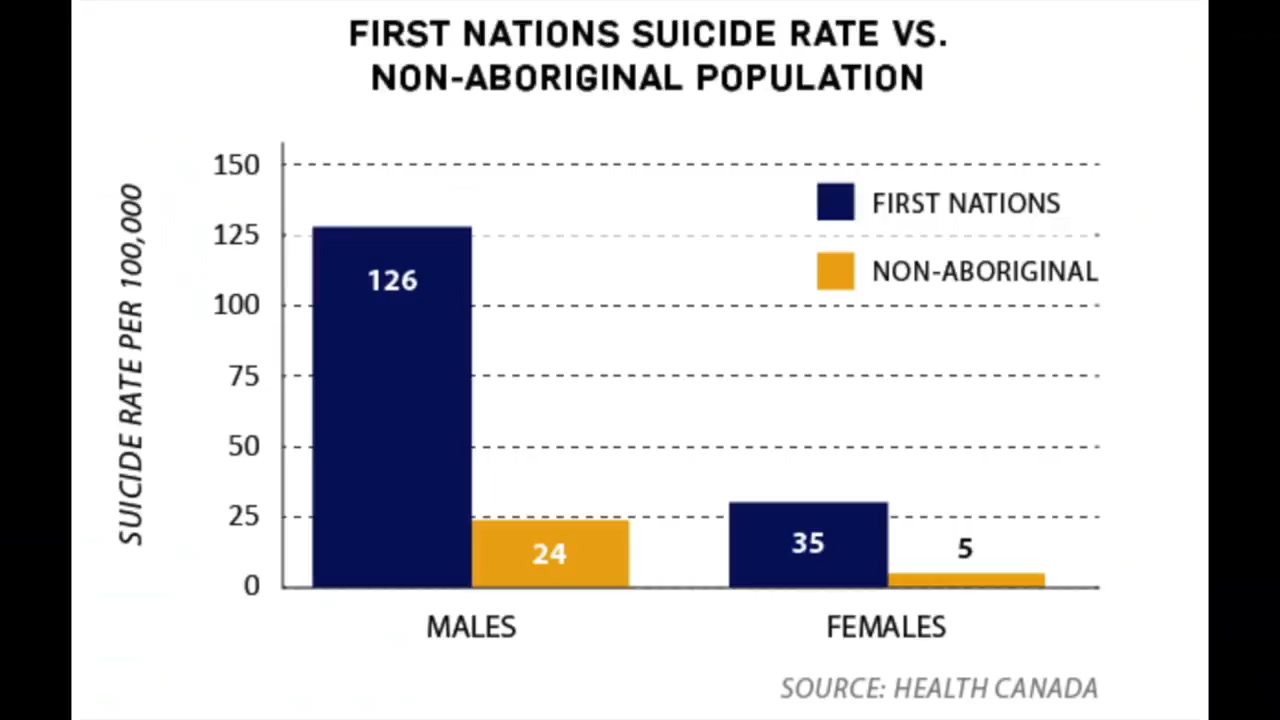 FIRST NATIONS SUICIDE RATE VS.
NON-ABORIGINAL POPULATION
SUICIDE RATE PER 100,000
150
125
100
75
50
25
0
FIRST NATIONS
NON-ABORIGINAL
126
24
35
5
MALES
FEMALES
SOURCE: HEALTH CANADA